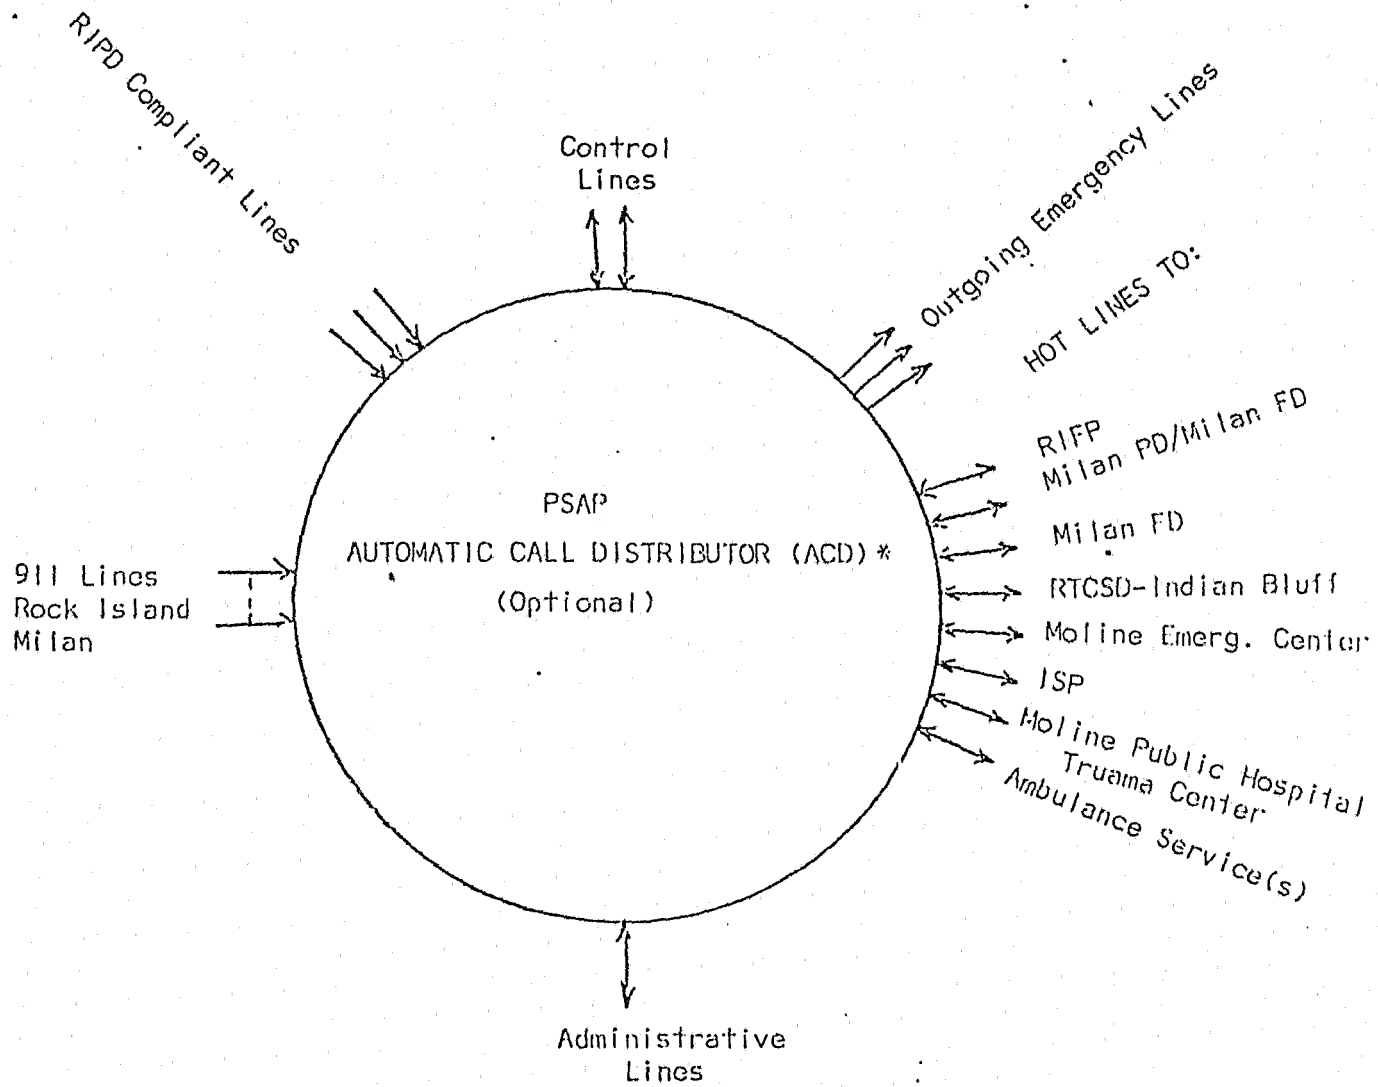 RIPD Compliant Lines
Control
Lines
Outgoing Emergency Lines
HOT LINES TO:
RIFP
Milan PD/Milan FD
Milan FD
RTCSD-Indian Bluff
Moline Emerg. Center
ISP
Moline Public Hospital
Truama Center
Ambulance Service(s)
PSAP
AUTOMATIC CALL DISTRIBUTOR (ACD)*
(Optional)
911 Lines
Rock Island
Milan
Administrative
Lines